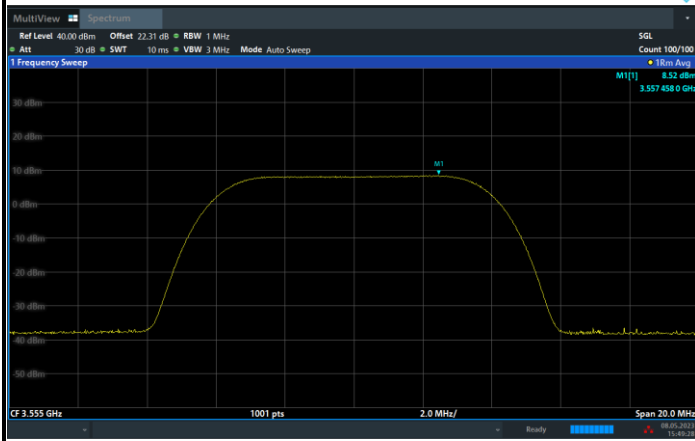 MultiView Spectrum
Ref Level 40.00 dBm Offset 22.31 dB RBW 1 MHz SGL
Att 30 dB SWT 10 ms VBW 3 MHz Mode Auto Sweep Count 100/100
1 Frequency Sweep 1Rm Avg
M1[1] 8.52 dBm
3.557 458 0 GHz
30 dBm
20 dBm
10 dBm
M1
0 dBm
-10 dBm
-20 dBm
-30 dBm
-40 dBm
-50 dBm
CF 3.555 GHz 1001 pts 2.0 MHz/ Span 20.0 MHz
Ready 08.05.2023
15:49:28